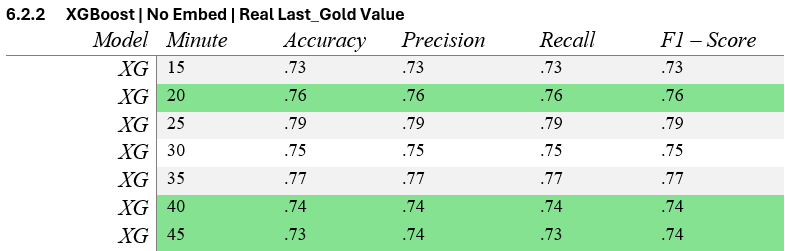 6.2.2 XGBoost | No Embed | Real Last_Gold Value
Model Minute Accuracy Precision Recall F1 – Score
XG 15 .73 .73 .73 .73
XG 20 .76 .76 .76 .76
XG 25 .79 .79 .79 .79
XG 30 .75 .75 .75 .75
XG 35 .77 .77 .77 .77
XG 40 .74 .74 .74 .74
XG 45 .73 .74 .73 .74